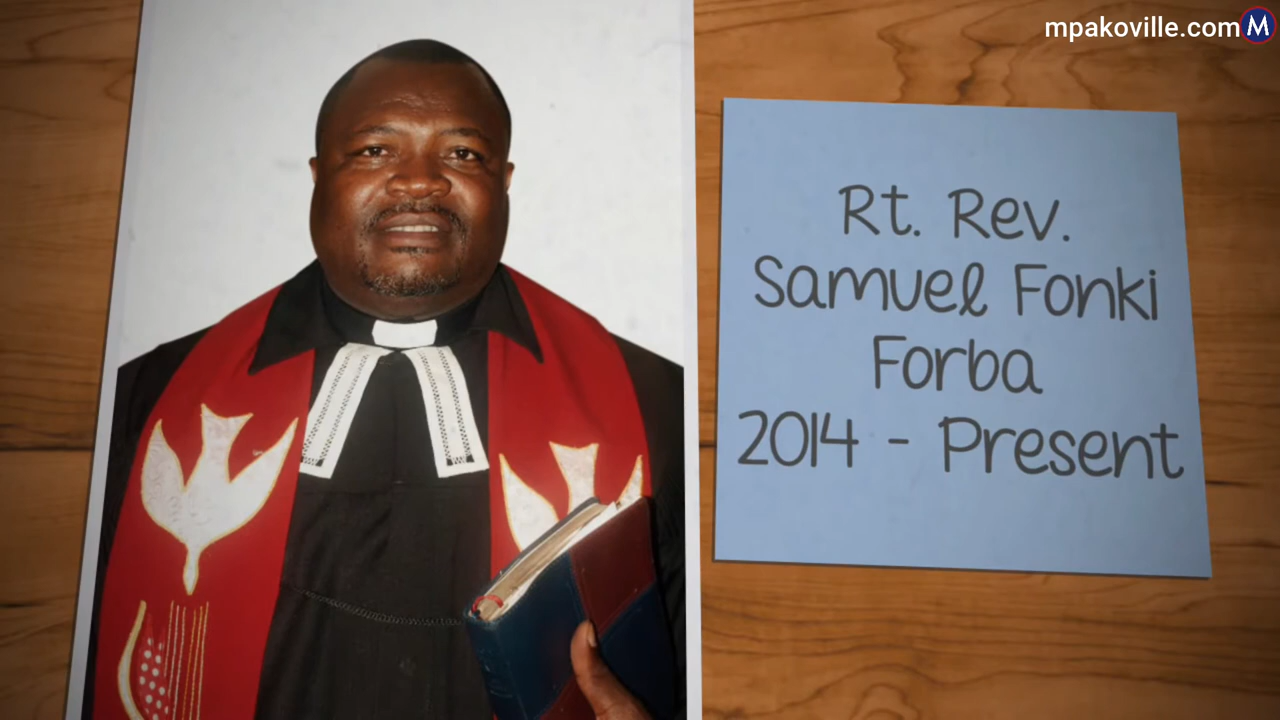 mpakoville.com M
Rt. Rev.
Samuel Fonki
Forba
2014 - Present